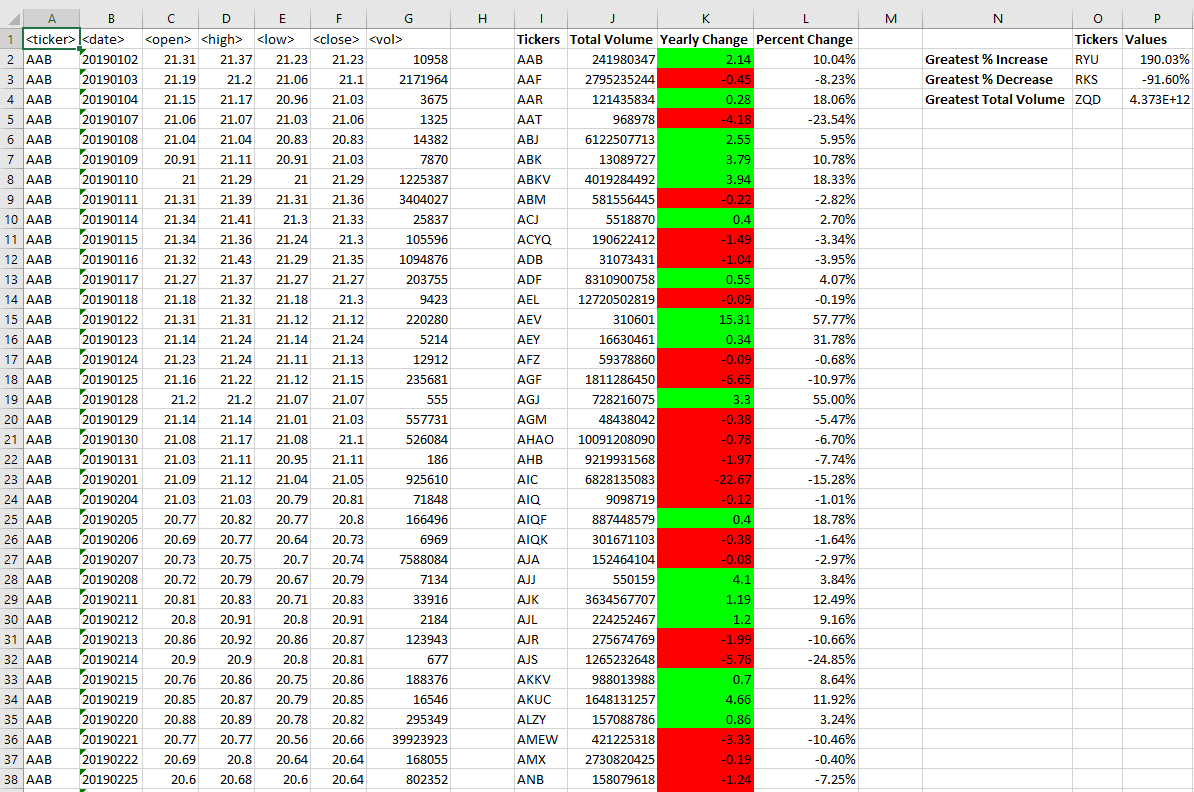 A B C D E F G H I J K L M N O P
1 <ticker> <date> <open> <high> <low> <close> <vol> Tickers Total Volume Yearly Change Percent Change Tickers Values
2 AAB 20190102 21.31 21.37 21.23 21.23 10958 AAB 241980347 2.14 10.04% Greatest % Increase RYU 190.03%
3 AAB 20190103 21.19 21.2 21.06 21.1 2171964 AAF 2795235244 -0.45 -8.23% Greatest % Decrease RKS -91.60%
4 AAB 20190104 21.15 21.17 20.96 21.03 3675 AAR 121435834 0.28 18.06% Greatest Total Volume ZQD 4.373E+12
5 AAB 20190107 21.06 21.07 21.03 21.06 1325 AAT 968978 -4.18 -23.54%
6 AAB 20190108 21.04 21.04 20.83 20.83 14382 ABJ 6122507713 2.55 5.95%
7 AAB 20190109 20.91 21.11 20.91 21.03 7870 ABK 13089727 3.79 10.78%
8 AAB 20190110 21 21.29 21 21.29 1225387 ABKV 4019284492 3.94 18.33%
9 AAB 20190111 21.31 21.39 21.31 21.36 3404027 ABM 581556445 -0.22 -2.82%
10 AAB 20190114 21.34 21.41 21.3 21.33 25837 ACJ 5518870 0.4 2.70%
11 AAB 20190115 21.34 21.36 21.24 21.3 105596 ACYQ 190622412 -1.49 -3.34%
12 AAB 20190116 21.32 21.43 21.29 21.35 1094876 ADB 31073431 -1.04 -3.95%
13 AAB 20190117 21.27 21.37 21.27 21.27 203755 ADF 8310900758 0.55 4.07%
14 AAB 20190118 21.18 21.32 21.18 21.3 9423 AEL 12720502819 -0.09 -0.19%
15 AAB 20190122 21.31 21.31 21.12 21.12 220280 AEV 310601 15.31 57.77%
16 AAB 20190123 21.14 21.24 21.14 21.24 5214 AEY 16630461 0.34 31.78%
17 AAB 20190124 21.23 21.24 21.11 21.13 12912 AFZ 59378860 -0.09 -0.68%
18 AAB 20190125 21.16 21.22 21.12 21.15 235681 AGF 1811286450 -6.65 -10.97%
19 AAB 20190128 21.2 21.2 21.07 21.07 555 AGJ 728216075 3.3 55.00%
20 AAB 20190129 21.14 21.14 21.01 21.03 557731 AGM 48438042 -0.38 -5.47%
21 AAB 20190130 21.08 21.17 21.08 21.1 526084 AHAO 10091208090 -0.78 -6.70%
22 AAB 20190131 21.03 21.11 20.95 21.11 186 AHB 9219931568 -1.97 -7.74%
23 AAB 20190201 21.09 21.12 21.04 21.05 925610 AIC 6828135083 -22.67 -15.28%
24 AAB 20190204 21.03 21.03 20.79 20.81 71848 AIQ 9098719 -0.12 -1.01%
25 AAB 20190205 20.77 20.82 20.77 20.8 166496 AIQF 887448579 0.4 18.78%
26 AAB 20190206 20.69 20.77 20.64 20.73 6969 AIQK 301671103 -0.38 -1.64%
27 AAB 20190207 20.73 20.75 20.7 20.74 7588084 AJA 152464104 -0.08 -2.97%
28 AAB 20190208 20.72 20.79 20.67 20.79 7134 AJJ 550159 4.1 3.84%
29 AAB 20190211 20.81 20.83 20.71 20.83 33916 AJK 3634567707 1.19 12.49%
30 AAB 20190212 20.8 20.91 20.8 20.91 2184 AJL 224252467 1.2 9.16%
31 AAB 20190213 20.86 20.92 20.86 20.87 123943 AJR 275674769 -1.99 -10.66%
32 AAB 20190214 20.9 20.9 20.8 20.81 677 AJS 1265232648 -5.76 -24.85%
33 AAB 20190215 20.76 20.86 20.75 20.86 188376 AKKV 988013988 0.7 8.64%
34 AAB 20190219 20.85 20.87 20.79 20.85 16546 AKUC 1648131257 4.66 11.92%
35 AAB 20190220 20.88 20.89 20.78 20.82 295349 ALZY 157088786 0.86 3.24%
36 AAB 20190221 20.77 20.77 20.56 20.66 39923923 AMEW 421225318 -3.33 -10.46%
37 AAB 20190222 20.69 20.8 20.64 20.64 168055 AMX 2730820425 -0.19 -0.40%
38 AAB 20190225 20.6 20.68 20.6 20.64 802352 ANB 158079618 -1.24 -7.25%